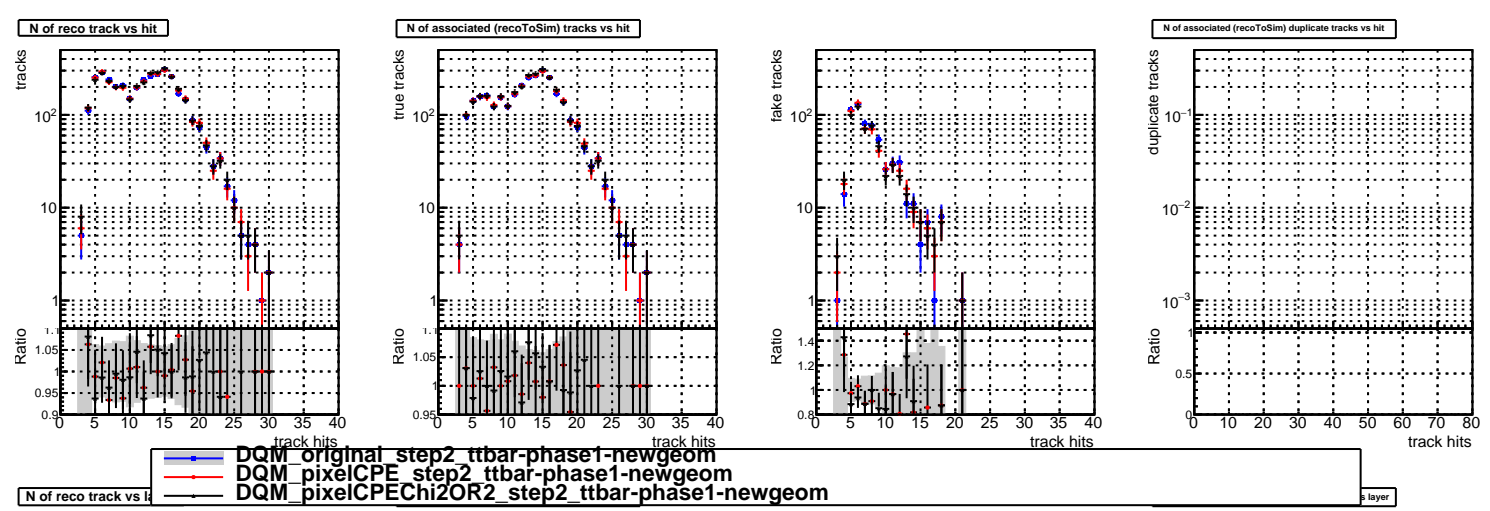 N of reco track vs hit
N of associated (recoToSim) tracks vs hit
N of associated (recoToSim) duplicate tracks vs hit
tracks
10²
10
1
Ratio
1.1
1.05
1
0.95
0.9
0 5 10 15 20 25 30 35 40
track hits
true tracks
10²
10
1
Ratio
1.1
1.05
1
0.95
0 5 10 15 20 25 30 35 40
track hits
fake tracks
10²
10
1
Ratio
1.4
1.2
1
0.8
0 5 10 15 20 25 30 35 40
track hits
duplicate tracks
10⁻¹
10⁻²
10⁻³
Ratio
1
0.5
0
0 10 20 30 40 50 60 70 80
track hits
DQM_original_step2_ttbar-phase1-newgeom
DQM_pixelCPE_step2_ttbar-phase1-newgeom
DQM_pixelCPEChi2OR2_step2_ttbar-phase1-newgeom
N of reco track vs la
s layer